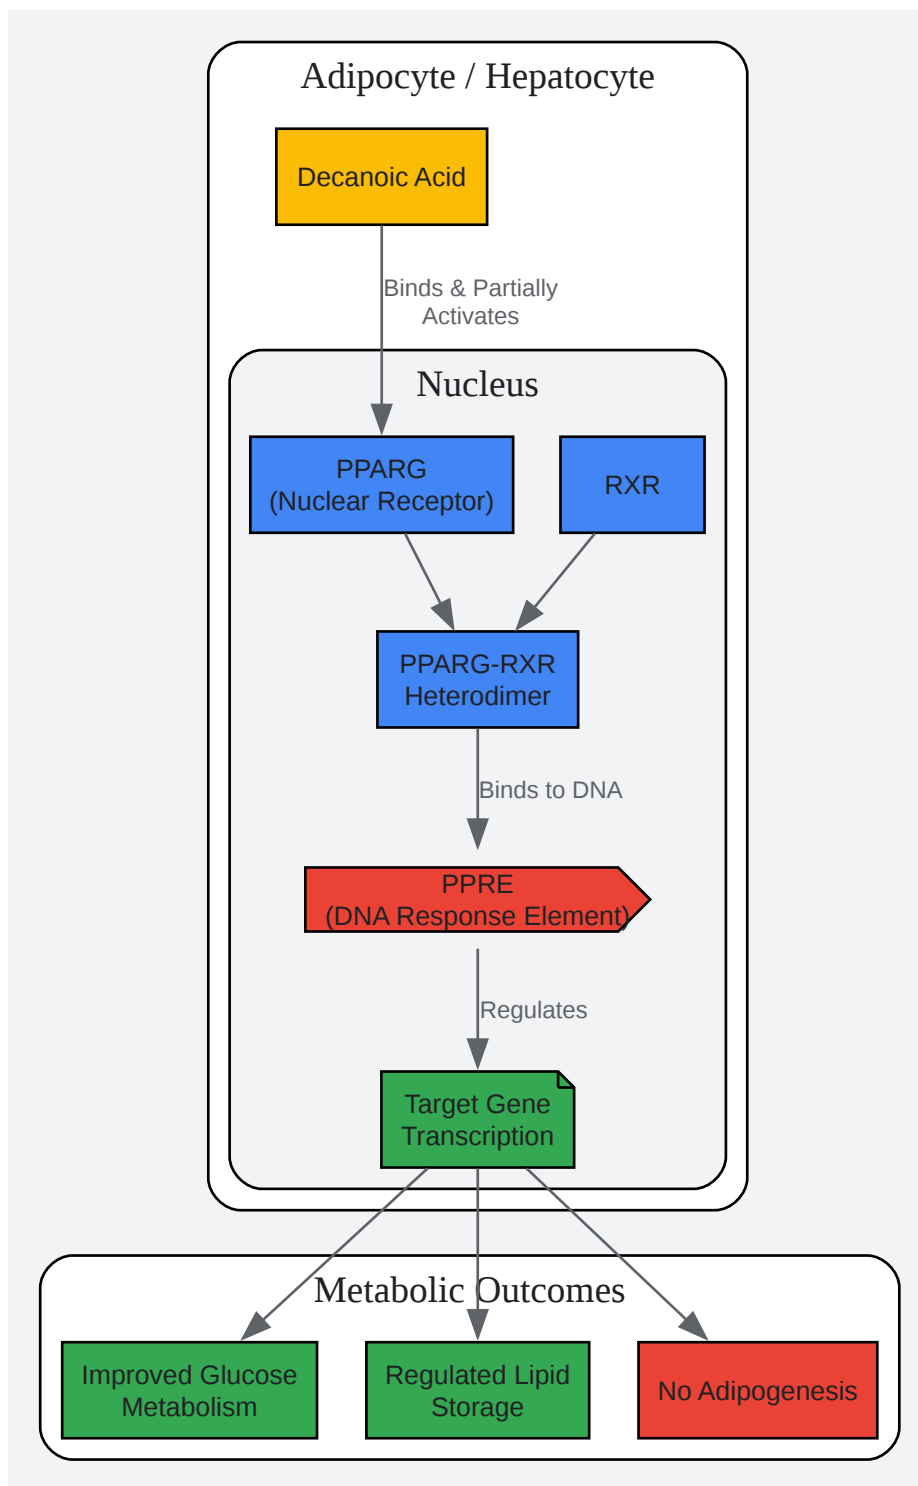 Adipocyte / Hepatocyte
Decanoic Acid
Binds & Partially
Activates
Nucleus
PPARG
(Nuclear Receptor)
RXR
PPARG-RXR
Heterodimer
Binds to DNA
PPRE
(DNA Response Element)
Regulates
Target Gene
Transcription
Metabolic Outcomes
Improved Glucose
Metabolism
Regulated Lipid
Storage
No Adipogenesis